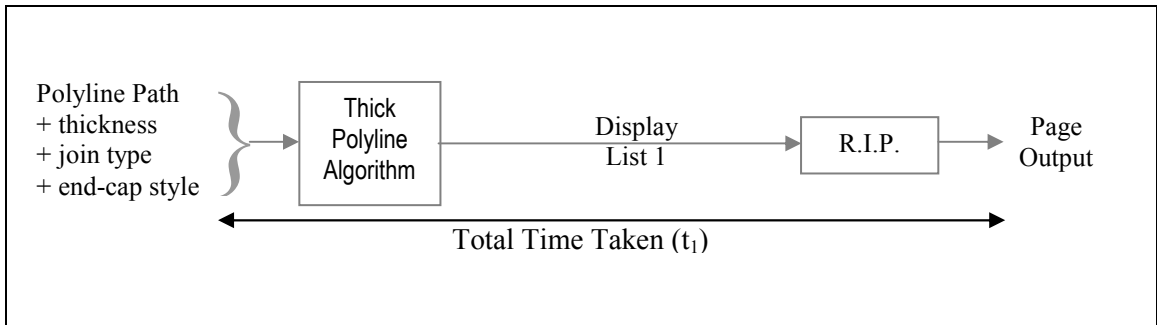 Polyline Path
+ thickness
+ join type
+ end-cap style
Thick
Polyline
Algorithm
Display
List 1
R.I.P.
Page
Output
Total Time Taken (t₁)